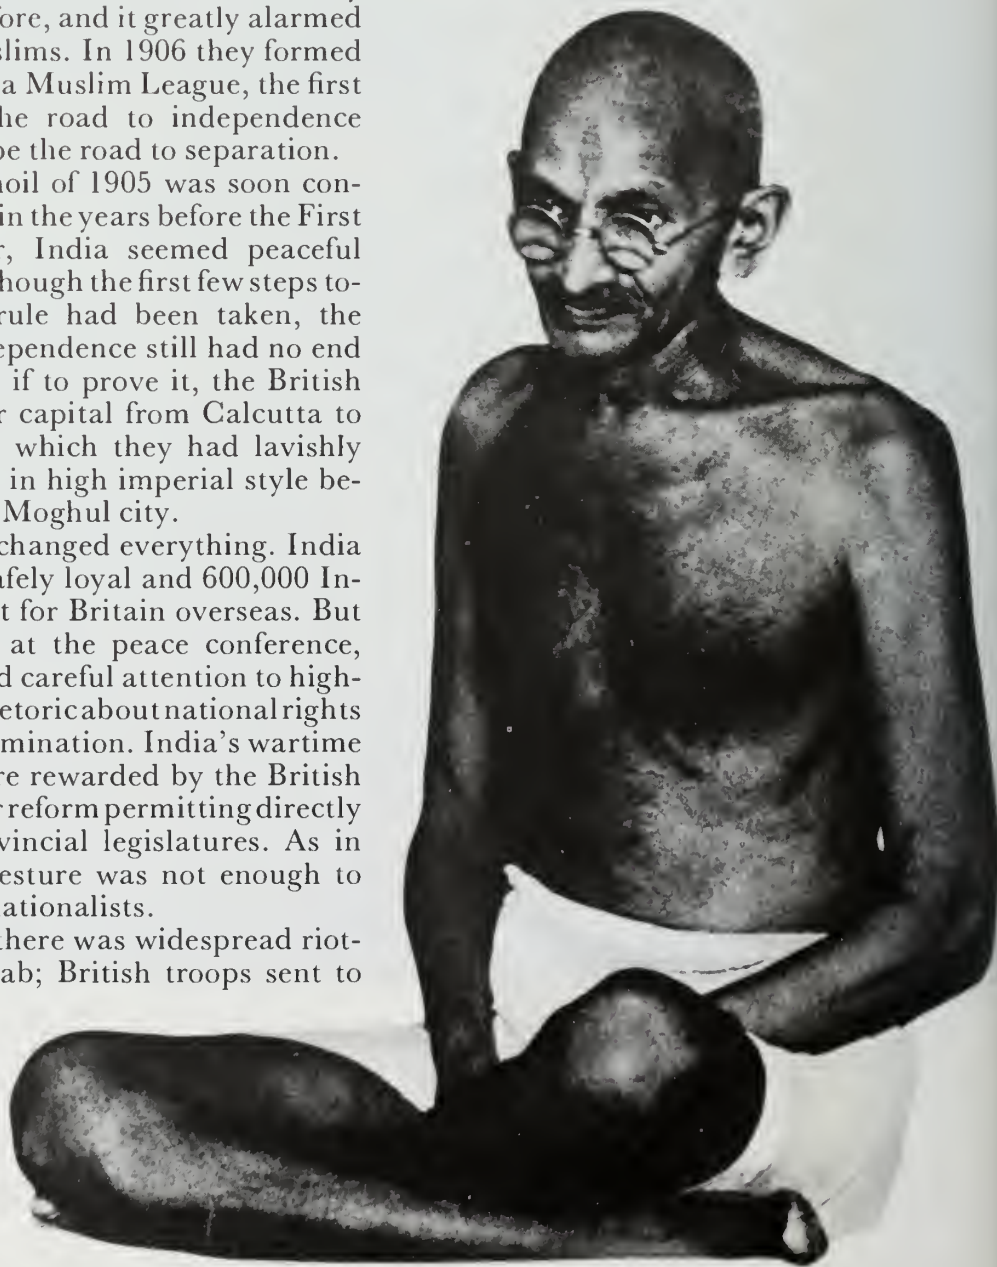 ore, and it greatly alarmed
slims. In 1906 they formed
a Muslim League, the first
he road to independence
be the road to separation.
noil of 1905 was soon con-
in the years before the First
r, India seemed peaceful
hough the first few steps to-
rule had been taken, the
ependence still had no end
if to prove it, the British
r capital from Calcutta to
which they had lavishly
in high imperial style be-
Moghul city.
changed everything. India
afely loyal and 600,000 In-
t for Britain overseas. But
at the peace conference,
d careful attention to high-
etoric about national rights
mination. India's wartime
re rewarded by the British
r reform permitting directly
vincial legislatures. As in
esture was not enough to
ationalists.
there was widespread riot-
ab; British troops sent to